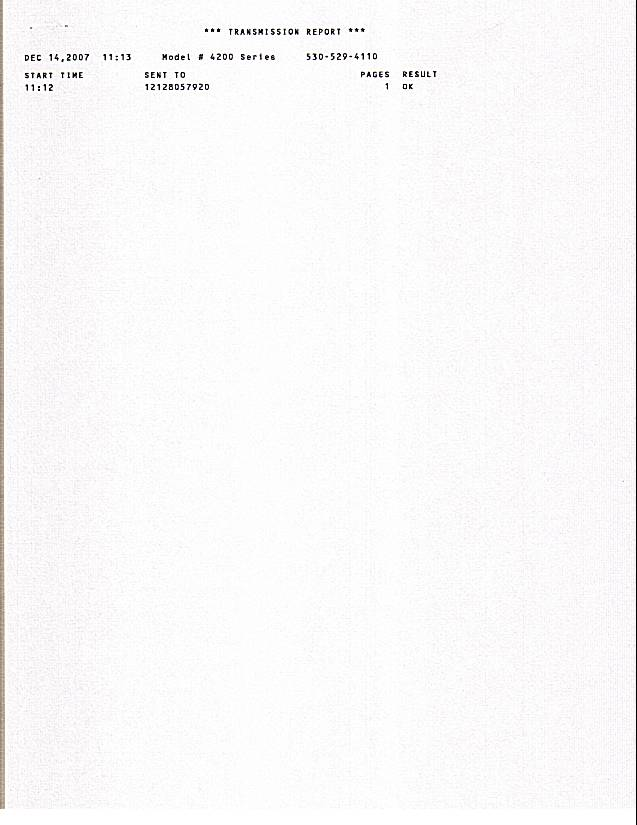 *** TRANSMISSION REPORT ***
DEC 14,2007 11:13 Model # 4200 Series 530-529-4110
START TIME SENT TO PAGES RESULT
11:12 12128057920 1 OK